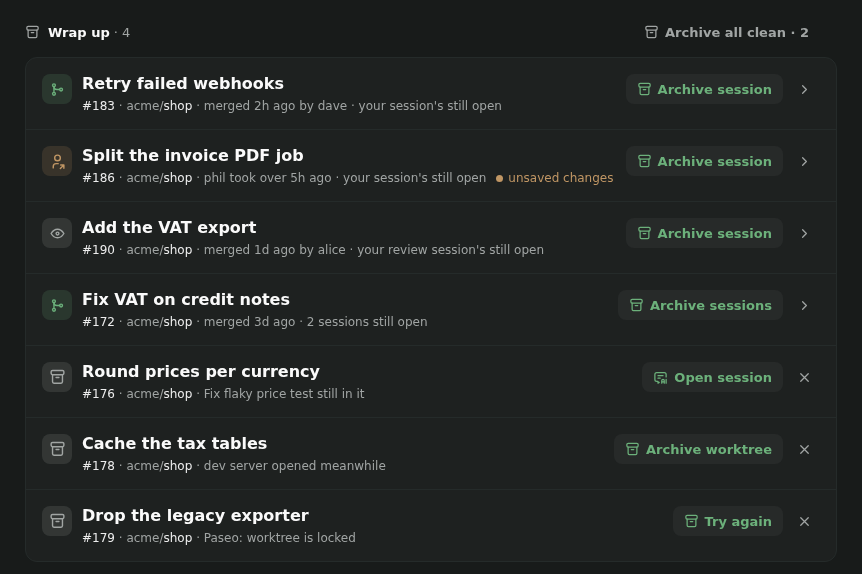 Wrap up · 4
Archive all clean · 2
Retry failed webhooks
Archive session
#183 · acme/shop · merged 2h ago by dave · your session's still open
Split the invoice PDF job
Archive session
#186 · acme/shop · phil took over 5h ago · your session's still open ● unsaved changes
Add the VAT export
Archive session
#190 · acme/shop · merged 1d ago by alice · your review session's still open
Fix VAT on credit notes
Archive sessions
#172 · acme/shop · merged 3d ago · 2 sessions still open
Round prices per currency
Open session
#176 · acme/shop · Fix flaky price test still in it
Cache the tax tables
Archive worktree
#178 · acme/shop · dev server opened meanwhile
Drop the legacy exporter
Try again
#179 · acme/shop · Paseo: worktree is locked